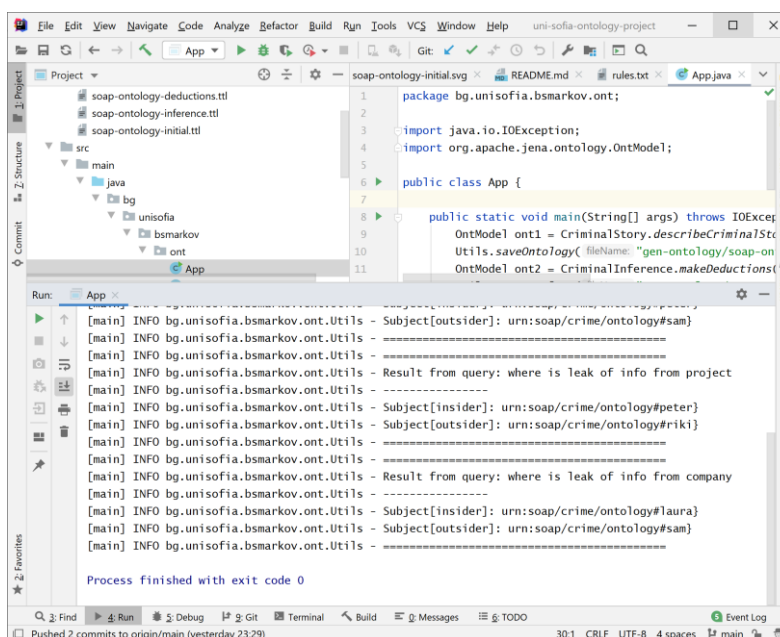 File Edit View Navigate Code Analyze Refactor Build Run Tools VCS Window Help uni-sofia-ontology-project
App Git:
Project soap-ontology-initial.svg README.md rules.txt App.java
1: Project
Z: Structure
Commit
2: Favorites
soap-ontology-deductions.ttl
soap-ontology-inference.ttl
soap-ontology-initial.ttl
src
main
java
bg
unisofia
bsmarkov
ont
App
1 package bg.unisofia.bsmarkov.ont;
2
3 import java.io.IOException;
4 import org.apache.jena.ontology.OntModel;
5
6 public class App {
7
8 public static void main(String[] args) throws IOExcep
9 OntModel ont1 = CriminalStory.describeCriminalSto
10 Utils.saveOntology( fileName: "gen-ontology/soap-on
11 OntModel ont2 = CriminalInference.makeDeductions(
Run: App
[main] INFO bg.unisofia.bsmarkov.ont.Utils - Subject[outsider]: urn:soap/crime/ontology#sam}
[main] INFO bg.unisofia.bsmarkov.ont.Utils - =========================================
[main] INFO bg.unisofia.bsmarkov.ont.Utils - =========================================
[main] INFO bg.unisofia.bsmarkov.ont.Utils - Result from query: where is leak of info from project
[main] INFO bg.unisofia.bsmarkov.ont.Utils - ---------------
[main] INFO bg.unisofia.bsmarkov.ont.Utils - Subject[insider]: urn:soap/crime/ontology#peter}
[main] INFO bg.unisofia.bsmarkov.ont.Utils - Subject[outsider]: urn:soap/crime/ontology#riki}
[main] INFO bg.unisofia.bsmarkov.ont.Utils - =========================================
[main] INFO bg.unisofia.bsmarkov.ont.Utils - =========================================
[main] INFO bg.unisofia.bsmarkov.ont.Utils - Result from query: where is leak of info from company
[main] INFO bg.unisofia.bsmarkov.ont.Utils - ---------------
[main] INFO bg.unisofia.bsmarkov.ont.Utils - Subject[insider]: urn:soap/crime/ontology#laura}
[main] INFO bg.unisofia.bsmarkov.ont.Utils - Subject[outsider]: urn:soap/crime/ontology#sam}
[main] INFO bg.unisofia.bsmarkov.ont.Utils - =========================================
Process finished with exit code 0
3: Find 4: Run 5: Debug 9: Git Terminal Build 0: Messages 6: TODO Event Log
Pushed 2 commits to origin/main (yesterday 23:29) 30:1 CRLF UTF-8 4 spaces main